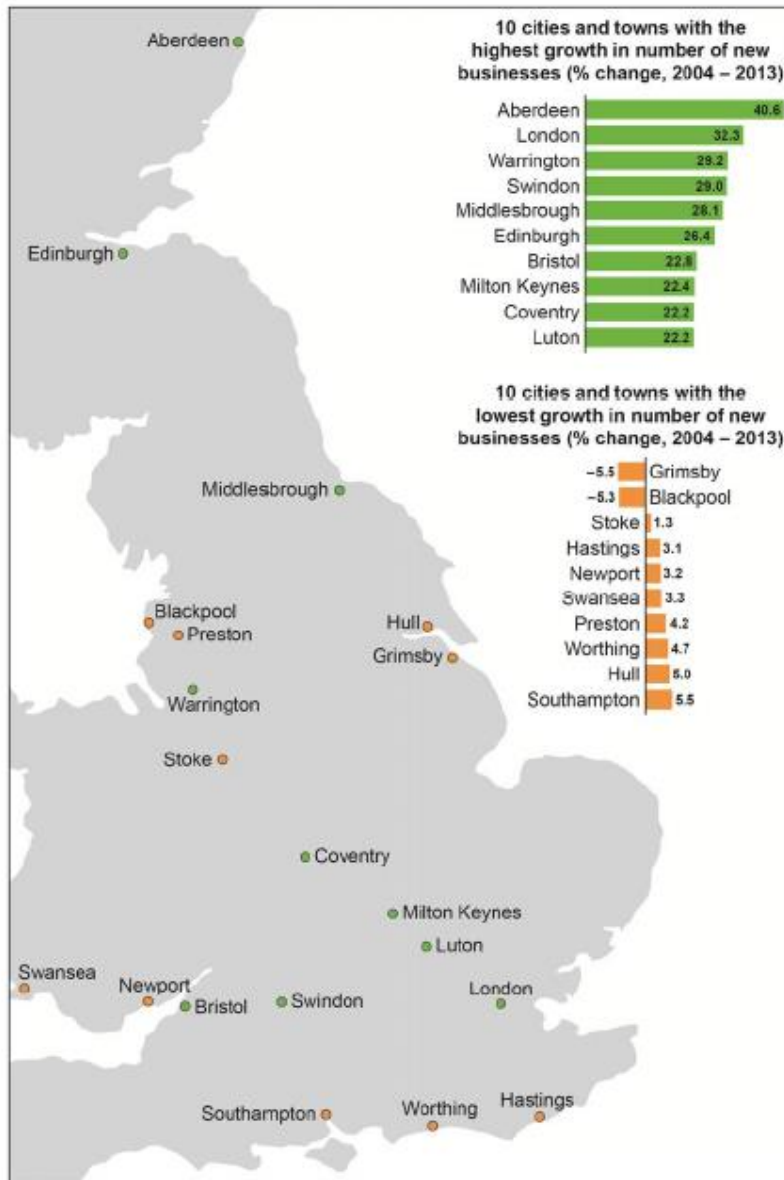 10 cities and towns with the
highest growth in number of new
businesses (% change, 2004 – 2013)
Aberdeen 40.6
London 32.3
Warrington 29.2
Swindon 29.0
Middlesbrough 28.1
Edinburgh 26.4
Bristol 22.8
Milton Keynes 22.4
Coventry 22.2
Luton 22.2
10 cities and towns with the
lowest growth in number of new
businesses (% change, 2004 – 2013)
–5.5 Grimsby
–5.3 Blackpool
Stoke 1.3
Hastings 3.1
Newport 3.2
Swansea 3.3
Preston 4.2
Worthing 4.7
Hull 5.0
Southampton 5.5
Aberdeen
Edinburgh
Middlesbrough
Blackpool
Preston
Hull
Grimsby
Warrington
Stoke
Coventry
Milton Keynes
Luton
Swansea
Newport
Bristol
Swindon
London
Southampton
Worthing
Hastings